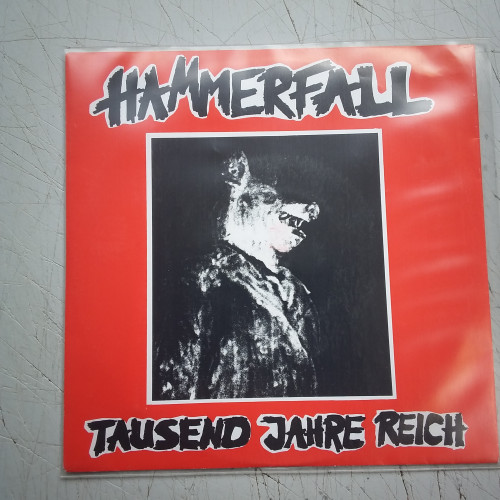 HAMMERFALL
TAUSEND JAHRE REICH